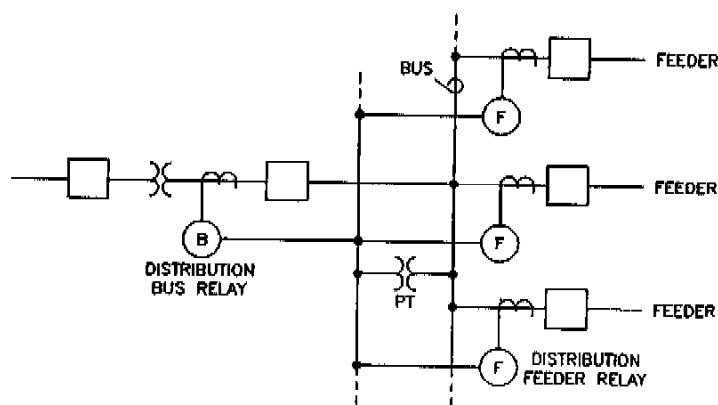 FEEDER
BUS
F
FEEDER
F
B
DISTRIBUTION
BUS RELAY
PT
FEEDER
F
DISTRIBUTION
FEEDER RELAY